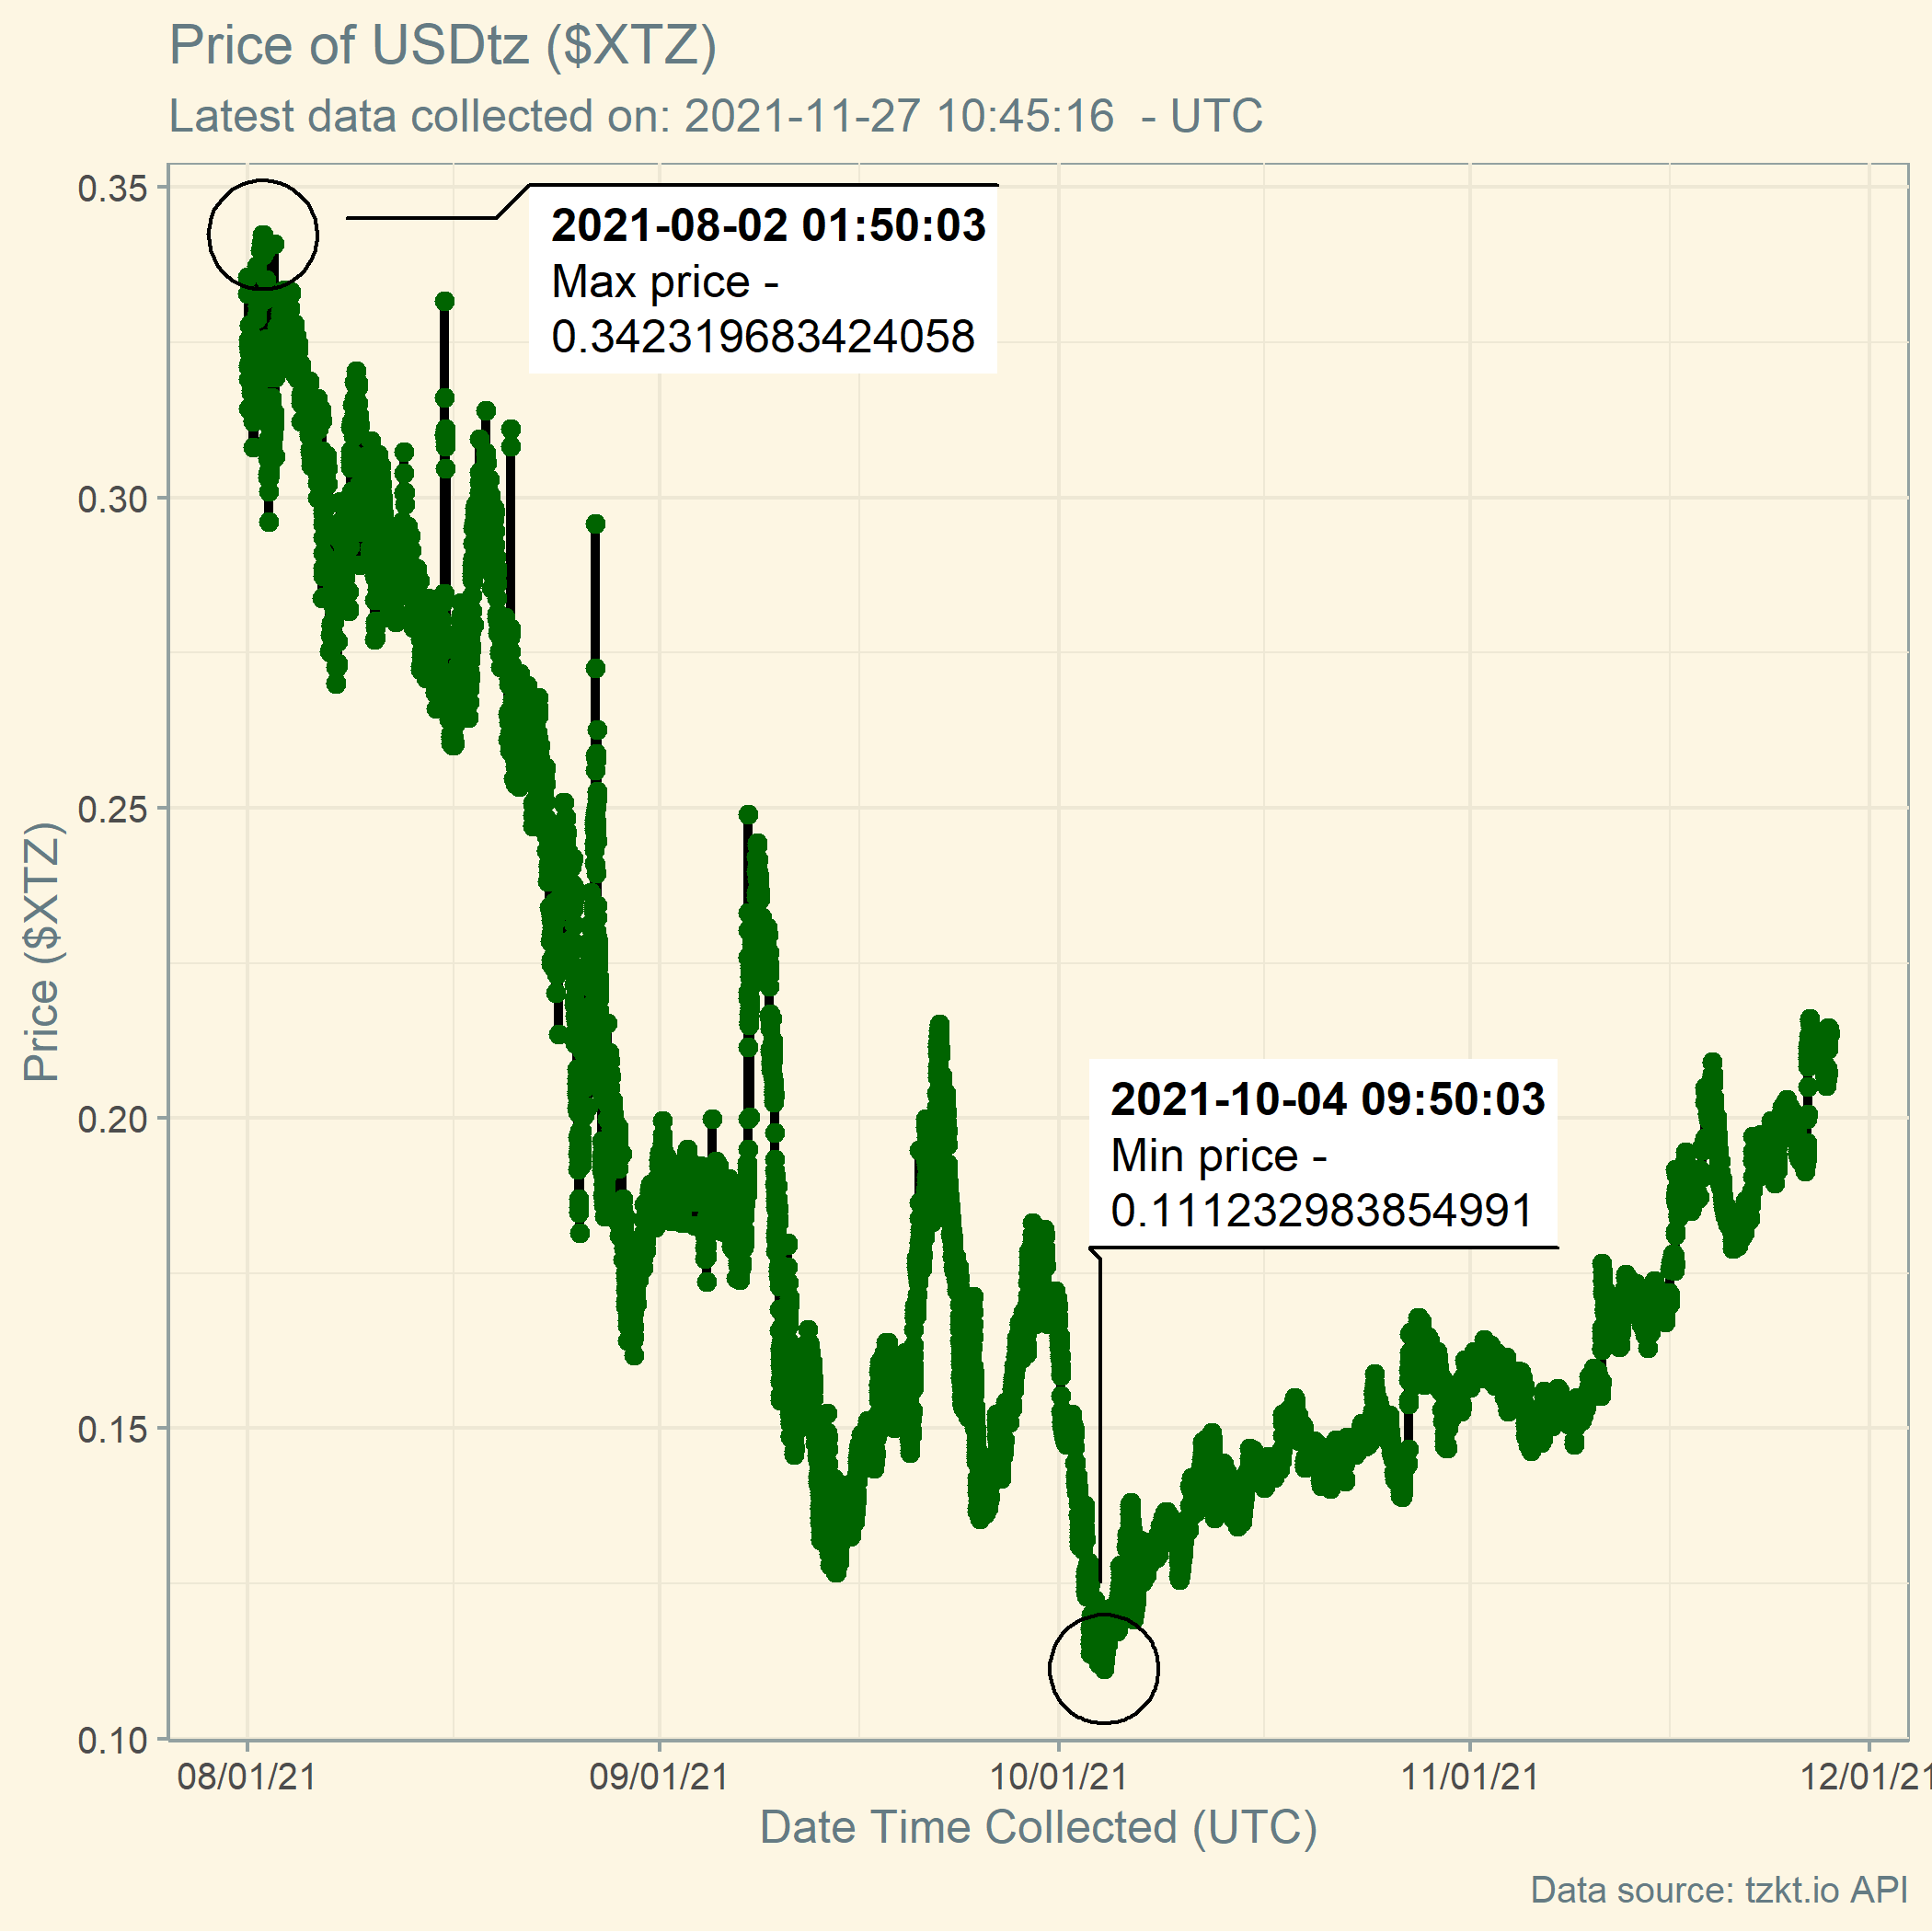 Price of USDtz ($XTZ)
Latest data collected on: 2021-11-27 10:45:16  - UTC
0.35
0.30
0.25
0.20
0.15
0.10
Price ($XTZ)
2021-08-02 01:50:03
Max price -
0.342319683424058
2021-10-04 09:50:03
Min price -
0.111232983854991
08/01/21
09/01/21
10/01/21
11/01/21
12/01/21
Date Time Collected (UTC)
Data source: tzkt.io API